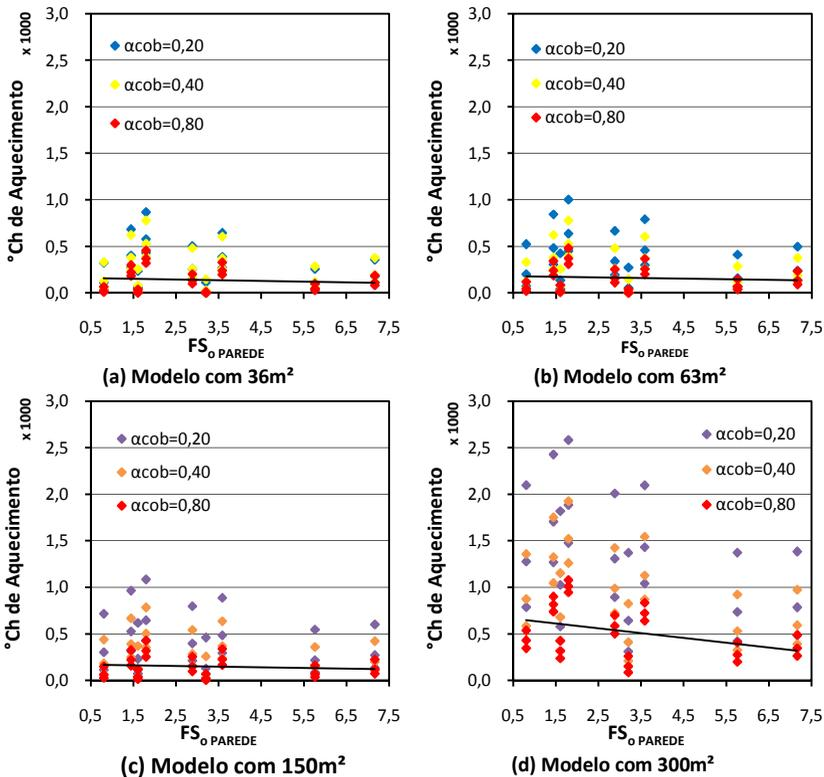 x 1000
°Ch de Aquecimento
3,0
2,5
2,0
1,5
1,0
0,5
0,0
αcob=0,20
αcob=0,40
αcob=0,80
0,5 1,5 2,5 3,5 4,5 5,5 6,5 7,5
FSo PAREDE
(a) Modelo com 36m²
x 1000
°Ch de Aquecimento
3,0
2,5
2,0
1,5
1,0
0,5
0,0
αcob=0,20
αcob=0,40
αcob=0,80
0,5 1,5 2,5 3,5 4,5 5,5 6,5 7,5
FSo PAREDE
(b) Modelo com 63m²
x 1000
°Ch de Aquecimento
3,0
2,5
2,0
1,5
1,0
0,5
0,0
αcob=0,20
αcob=0,40
αcob=0,80
0,5 1,5 2,5 3,5 4,5 5,5 6,5 7,5
FSo PAREDE
(c) Modelo com 150m²
x 1000
°Ch de Aquecimento
3,0
2,5
2,0
1,5
1,0
0,5
0,0
αcob=0,20
αcob=0,40
αcob=0,80
0,5 1,5 2,5 3,5 4,5 5,5 6,5 7,5
FSo PAREDE
(d) Modelo com 300m²